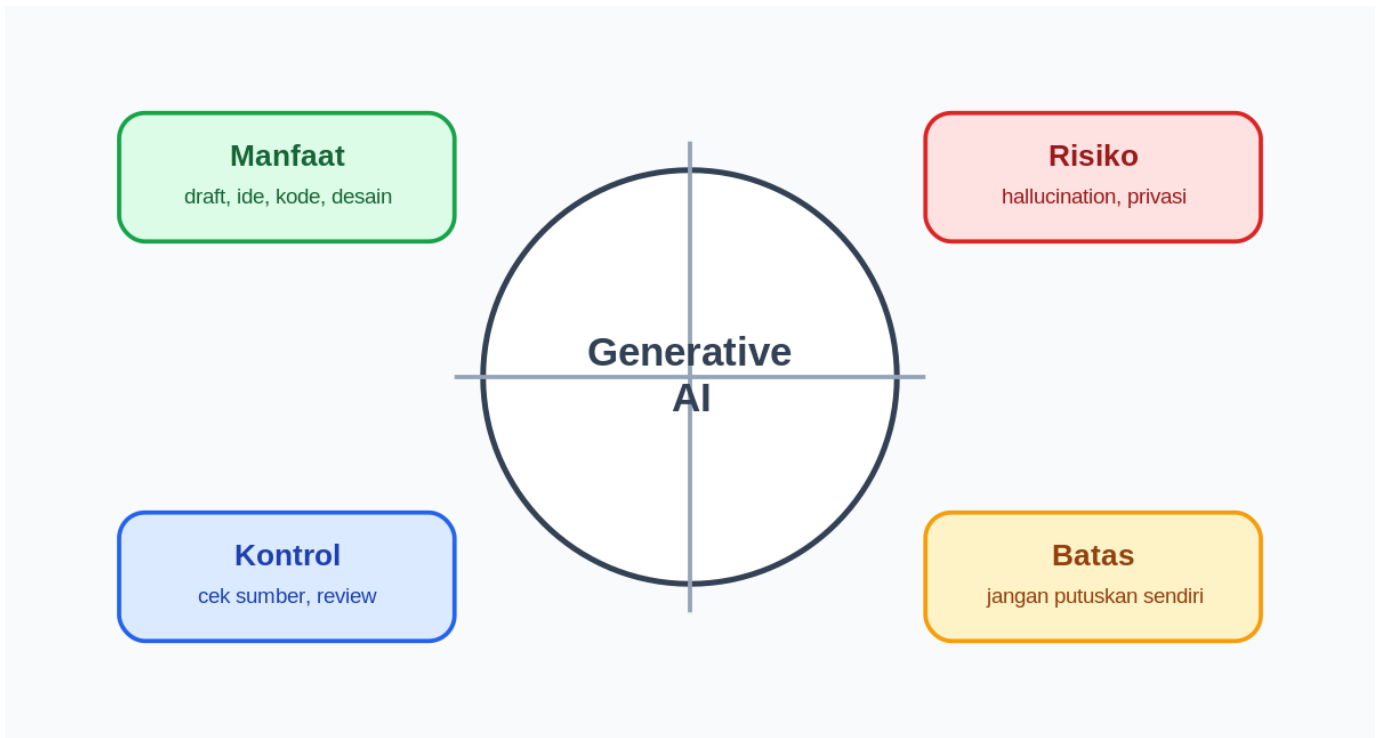 Manfaat
draft, ide, kode, desain
Risiko
hallucination, privasi
Generative
AI
Kontrol
cek sumber, review
Batas
jangan putuskan sendiri